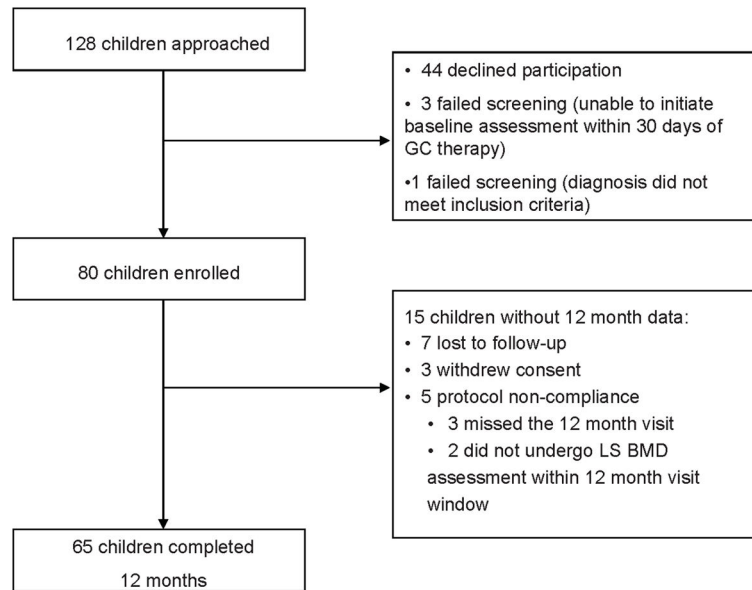 128 children approached
• 44 declined participation
• 3 failed screening (unable to initiate
baseline assessment within 30 days of
GC therapy)
•1 failed screening (diagnosis did not
meet inclusion criteria)
80 children enrolled
15 children without 12 month data:
• 7 lost to follow-up
• 3 withdrew consent
• 5 protocol non-compliance
• 3 missed the 12 month visit
• 2 did not undergo LS BMD
assessment within 12 month visit
window
65 children completed
12 months